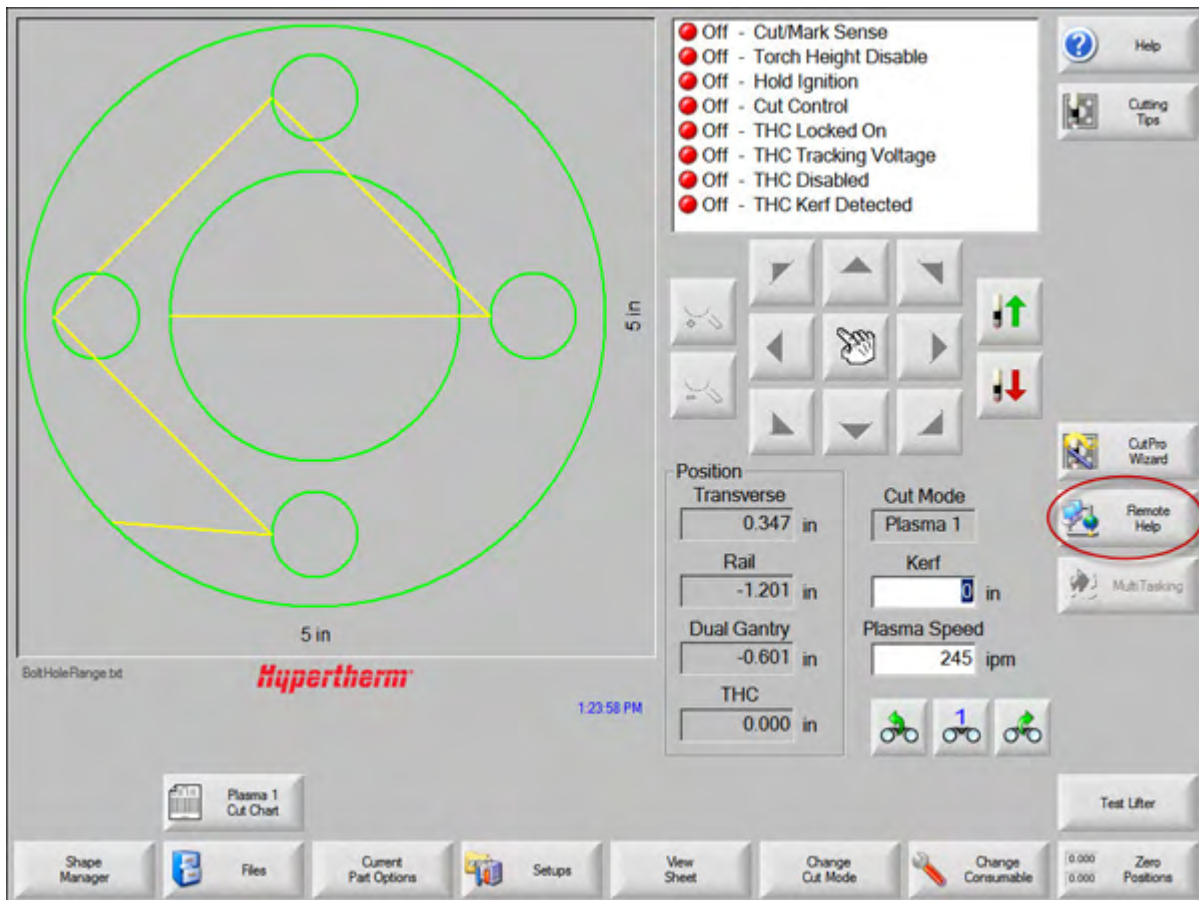 Off - Cut/Mark Sense
Off - Torch Height Disable
Off - Hold Ignition
Off - Cut Control
Off - THC Locked On
Off - THC Tracking Voltage
Off - THC Disabled
Off - THC Kerf Detected
Help
Cutting
Tips
5 in
5 in
BoltHoleFlange.txt
Hypertherm
1:23:58 PM
Position
Transverse
0.347 in
Rail
-1.201 in
Dual Gantry
-0.601 in
THC
0.000 in
Cut Mode
Plasma 1
Kerf
0 in
Plasma Speed
245 ipm
1
CutPro
Wizard
Remote
Help
MultiTasking
Plasma 1
Cut Chart
Test Lifter
Shape
Manager
Files
Current
Part Options
Setups
View
Sheet
Change
Cut Mode
Change
Consumable
0.000
0.000
Zero
Positions